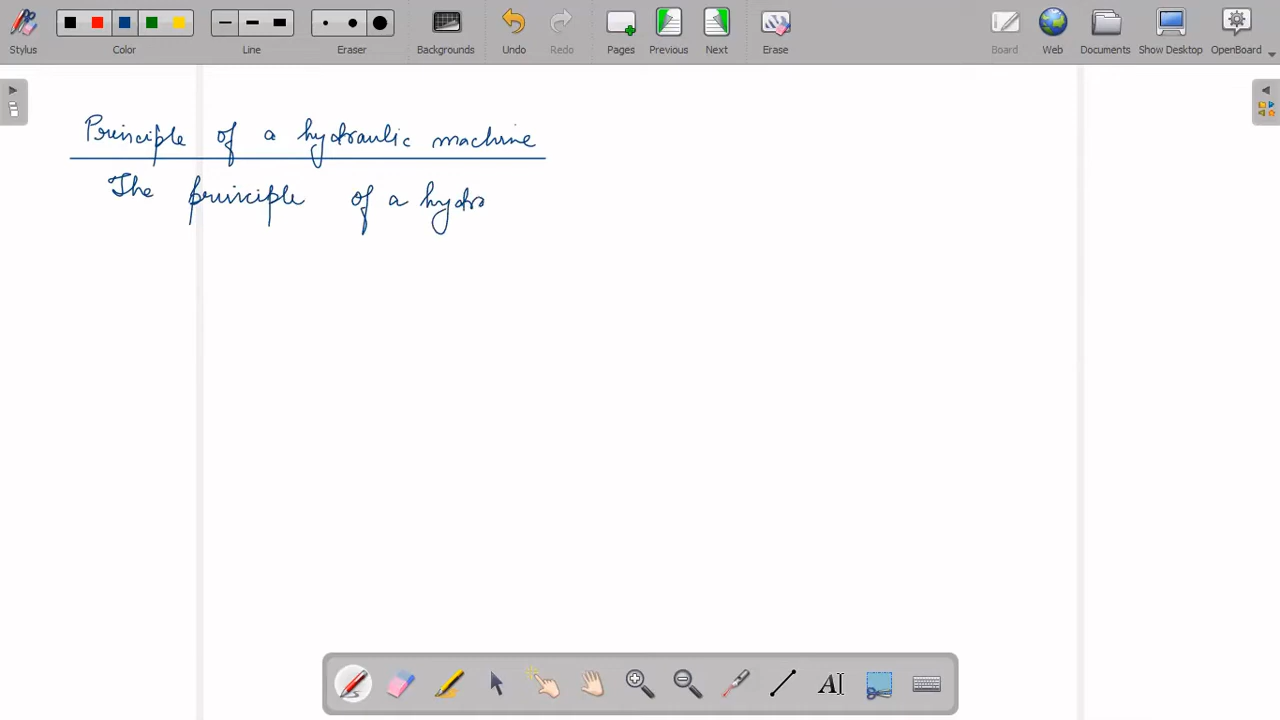 Stylus Color Line Eraser Backgrounds Undo Redo Pages Previous Next Erase Board Web Documents Show Desktop OpenBoard
Principle of a hydraulic machine
The principle of a hydra
AI